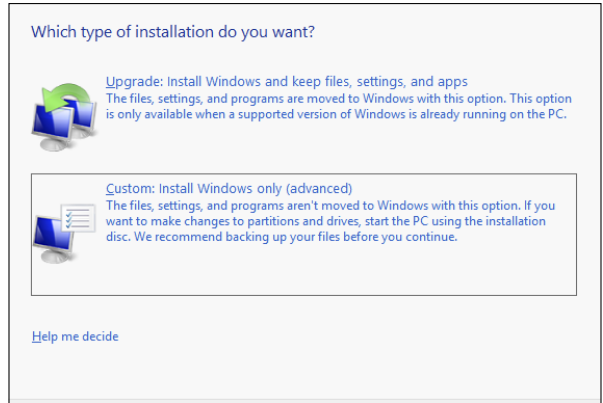 Which type of installation do you want?
Upgrade: Install Windows and keep files, settings, and apps
The files, settings, and programs are moved to Windows with this option. This option
is only available when a supported version of Windows is already running on the PC.
Custom: Install Windows only (advanced)
The files, settings, and programs aren't moved to Windows with this option. If you
want to make changes to partitions and drives, start the PC using the installation
disc. We recommend backing up your files before you continue.
Help me decide